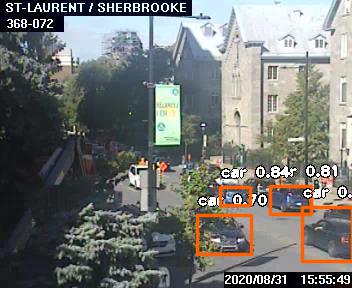 ST-LAURENT / SHERBROOKE
368-072
car 0.84
r 0.81
car 0.70
car 0.
2020/08/31 15:55:49